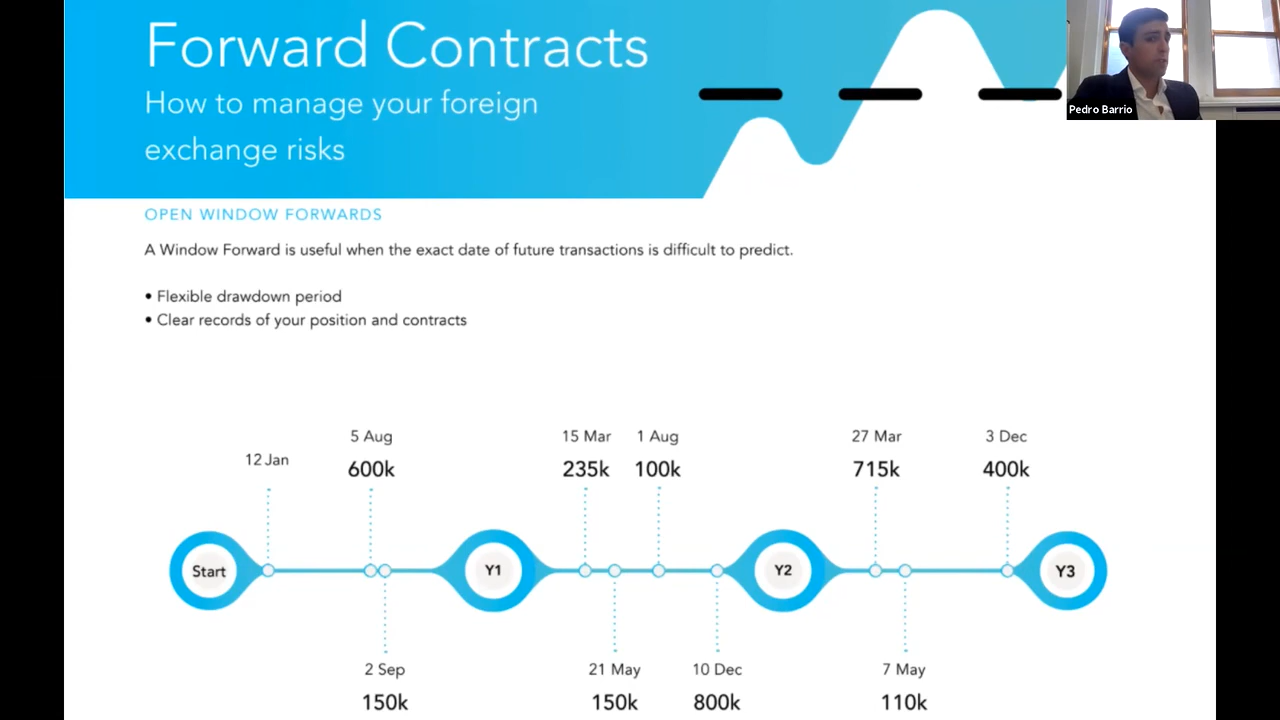 Forward Contracts
How to manage your foreign
exchange risks
Pedro Barrio
OPEN WINDOW FORWARDS
A Window Forward is useful when the exact date of future transactions is difficult to predict.
• Flexible drawdown period
• Clear records of your position and contracts
5 Aug 15 Mar 1 Aug 27 Mar 3 Dec
12 Jan
600k 235k 100k 715k 400k
Start Y1 Y2 Y3
2 Sep 21 May 10 Dec 7 May
150k 150k 800k 110k